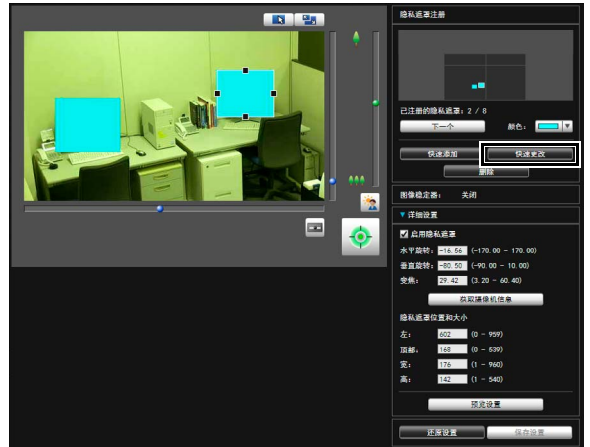 隐私遮罩注册
已注册的隐私遮罩: 2 / 8
下一个 颜色:
快速添加 快速更改
删除
图像稳定器: 关闭
▼ 详细设置
启用隐私遮罩
水平旋转: -16.56 (-170.00 - 170.00)
垂直旋转: -80.50 (-90.00 - 10.00)
变焦: 29.42 (3.20 - 60.40)
获取摄像机信息
隐私遮罩位置和大小
左: 602 (0 - 959)
顶部: 168 (0 - 539)
宽: 176 (1 - 960)
高: 142 (1 - 540)
预览设置
还原设置 保存设置